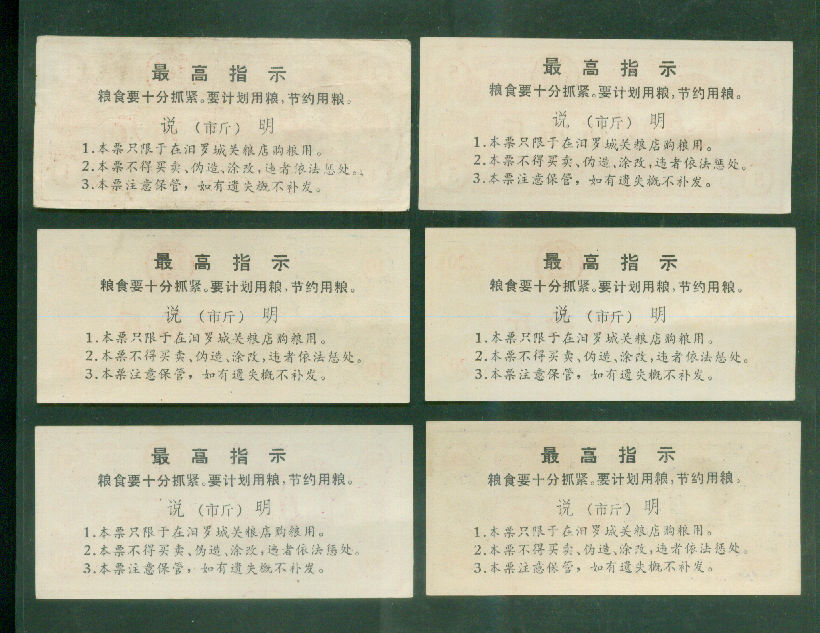 最高指示
粮食要十分抓紧。要计划用粮,节约用粮。
说(市斤)明
1.本票只限于在汨罗城关粮店购粮用。
2.本票不得买卖、伪造、涂改,违者依法惩处。
3.本票注意保管,如有遗失概不补发。
最高指示
粮食要十分抓紧。要计划用粮,节约用粮。
说(市斤)明
1.本票只限于在汨罗城关粮店购粮用。
2.本票不得买卖、伪造、涂改,违者依法惩处。
3.本票注意保管,如有遗失概不补发。
最高指示
粮食要十分抓紧。要计划用粮,节约用粮。
说(市斤)明
1.本票只限于在汨罗城关粮店购粮用。
2.本票不得买卖、伪造、涂改,违者依法惩处。
3.本票注意保管,如有遗失概不补发。
最高指示
粮食要十分抓紧。要计划用粮,节约用粮。
说(市斤)明
1.本票只限于在汨罗城关粮店购粮用。
2.本票不得买卖、伪造、涂改,违者依法惩处。
3.本票注意保管,如有遗失概不补发。
最高指示
粮食要十分抓紧。要计划用粮,节约用粮。
说(市斤)明
1.本票只限于在汨罗城关粮店购粮用。
2.本票不得买卖、伪造、涂改,违者依法惩处。
3.本票注意保管,如有遗失概不补发。
最高指示
粮食要十分抓紧。要计划用粮,节约用粮。
说(市斤)明
1.本票只限于在汨罗城关粮店购粮用。
2.本票不得买卖、伪造、涂改,违者依法惩处。
3.本票注意保管,如有遗失概不补发。